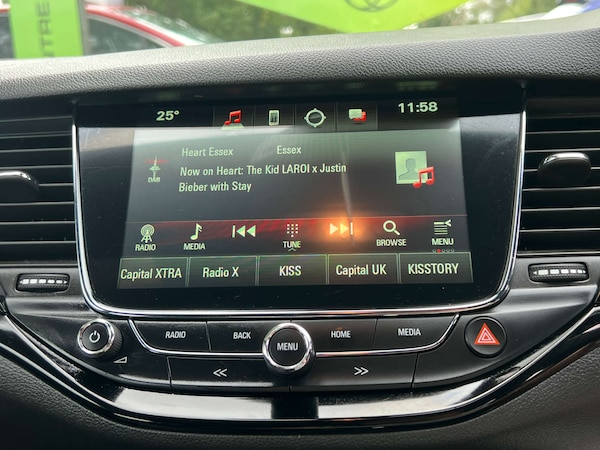 NTRE
25°
11:58
Heart Essex Essex
Now on Heart: The Kid LAROI x Justin
Bieber with Stay
DAB
RADIO MEDIA TUNE BROWSE MENU
Capital XTRA Radio X KISS Capital UK KISSTORY
RADIO BACK MENU HOME MEDIA